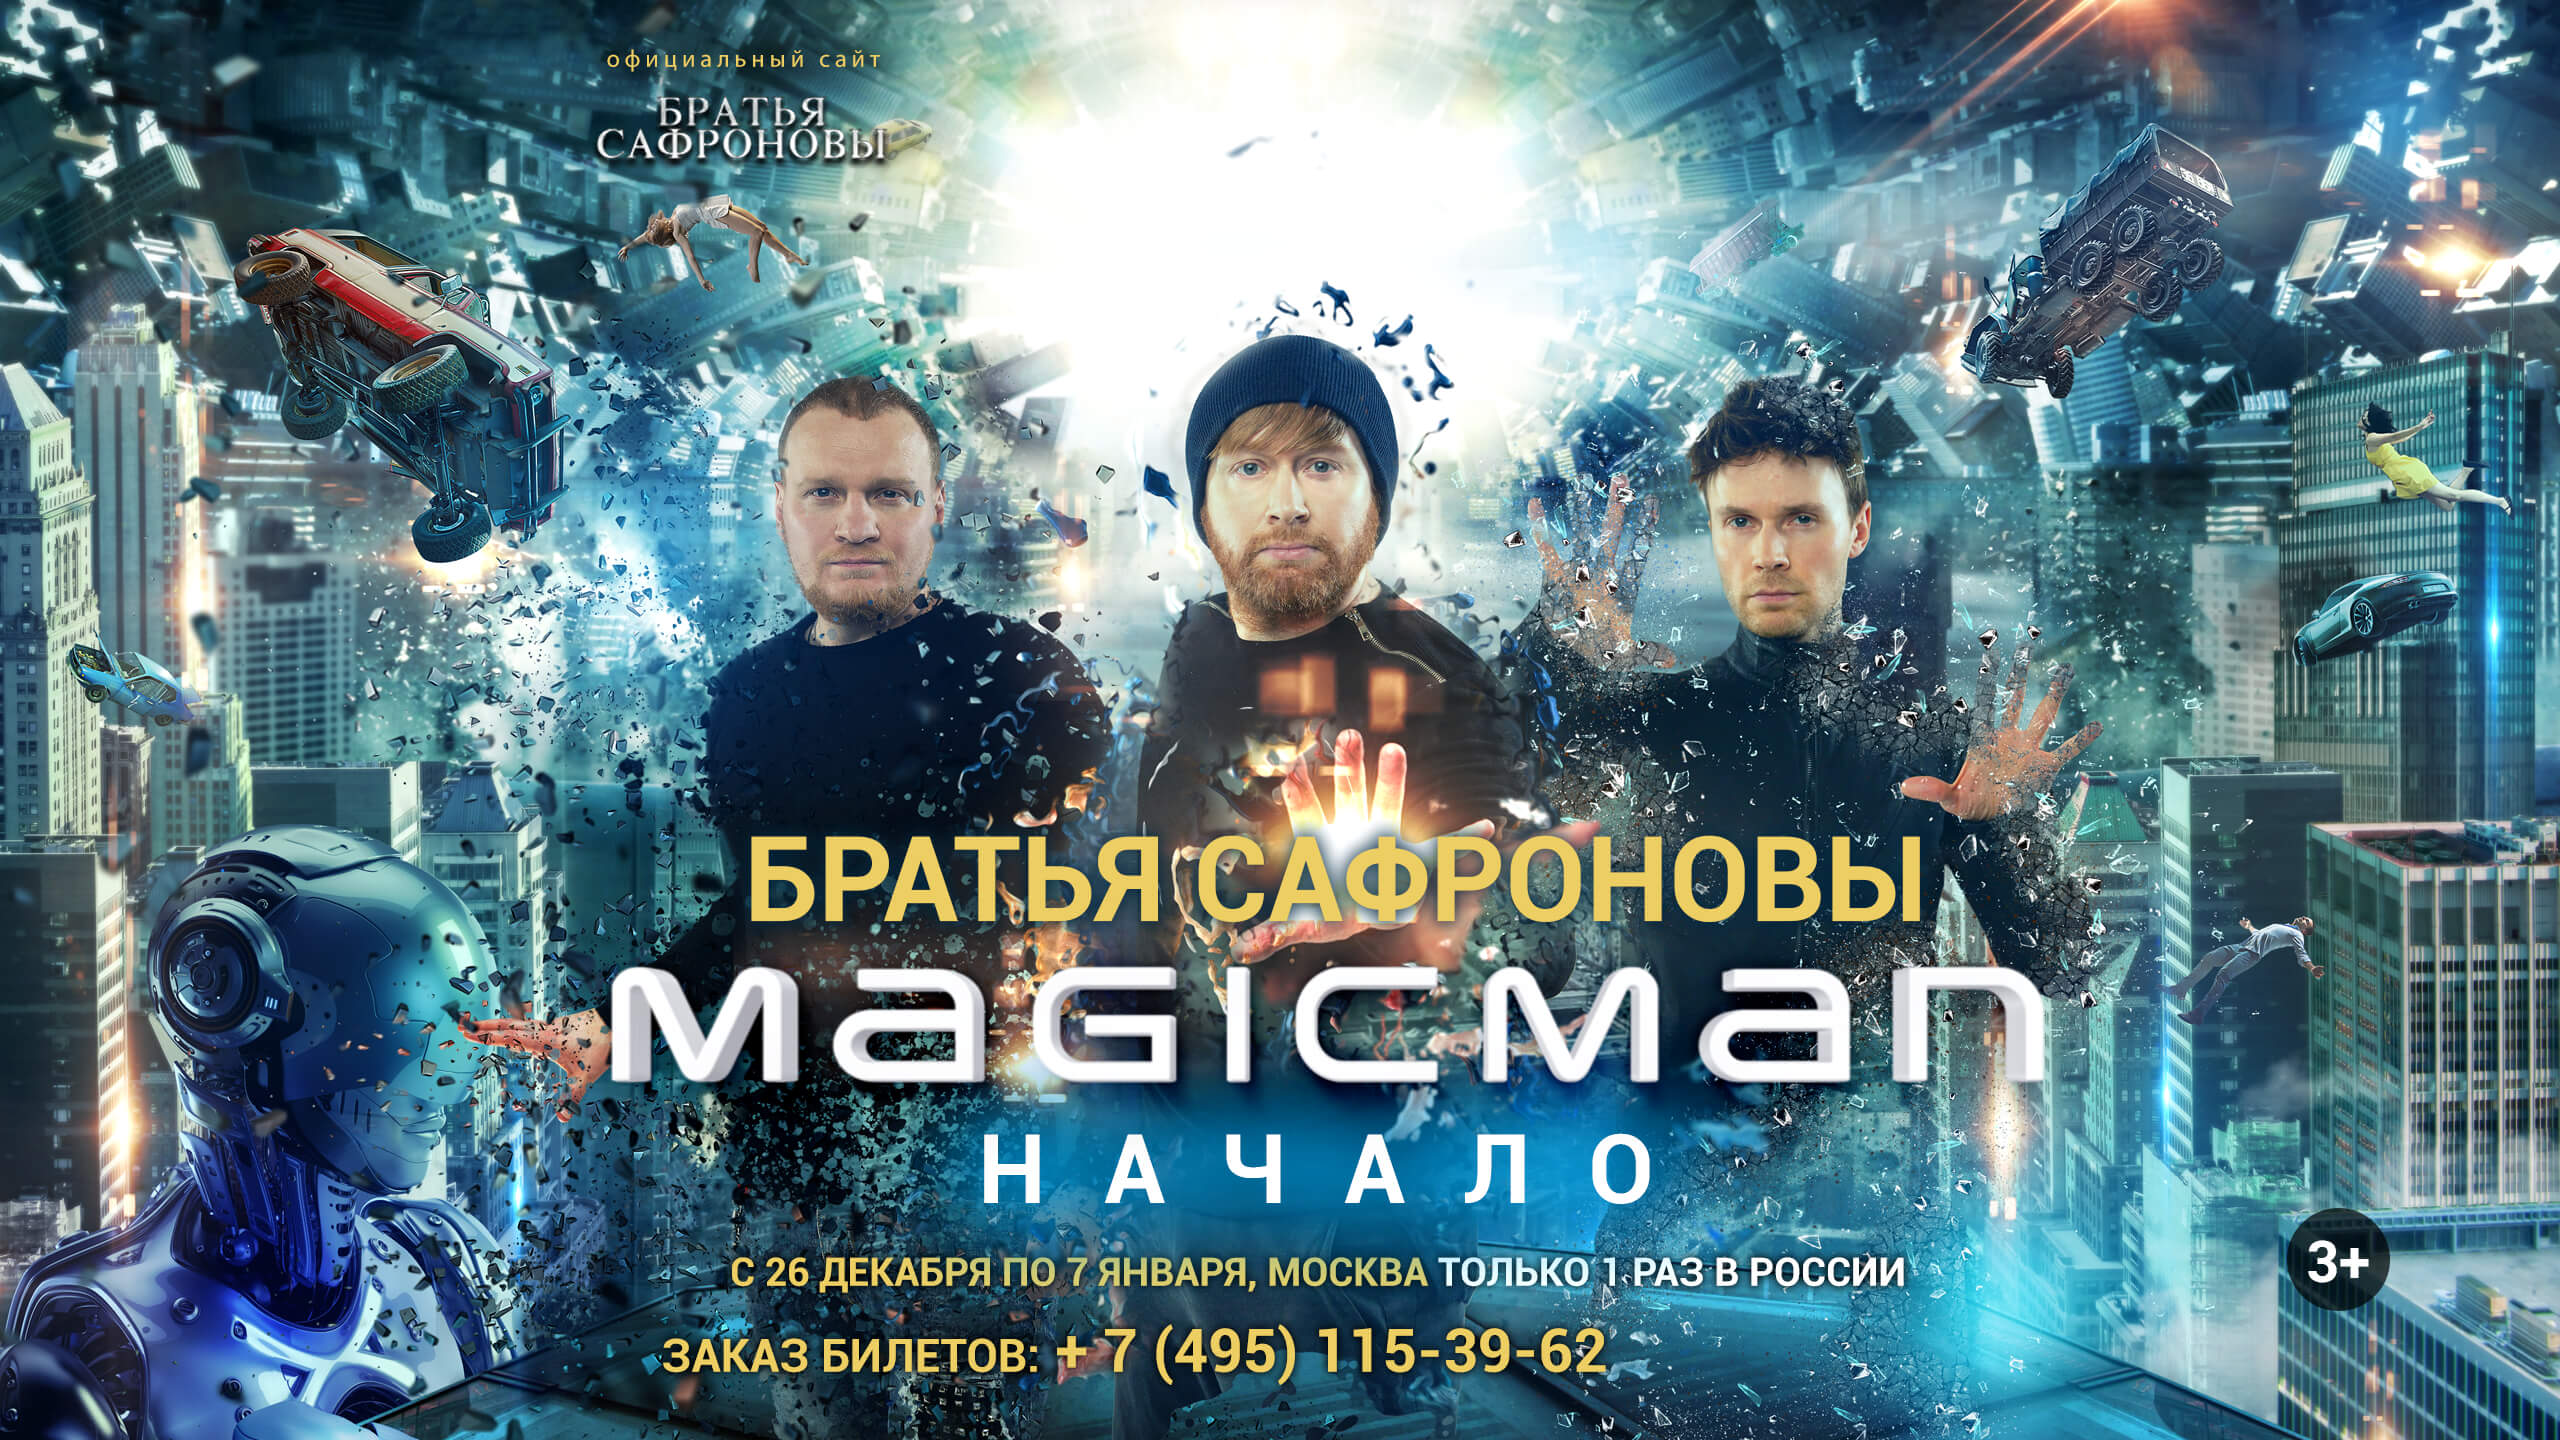 официальный сайт
БРАТЬЯ
САФРОНОВЫ
БРАТЬЯ САФРОНОВЫ
MAGICMAN
НАЧАЛО
С 26 ДЕКАБРЯ ПО 7 ЯНВАРЯ, МОСКВА ТОЛЬКО 1 РАЗ В РОССИИ
3+
ЗАКАЗ БИЛЕТОВ: + 7 (495) 115-39-62